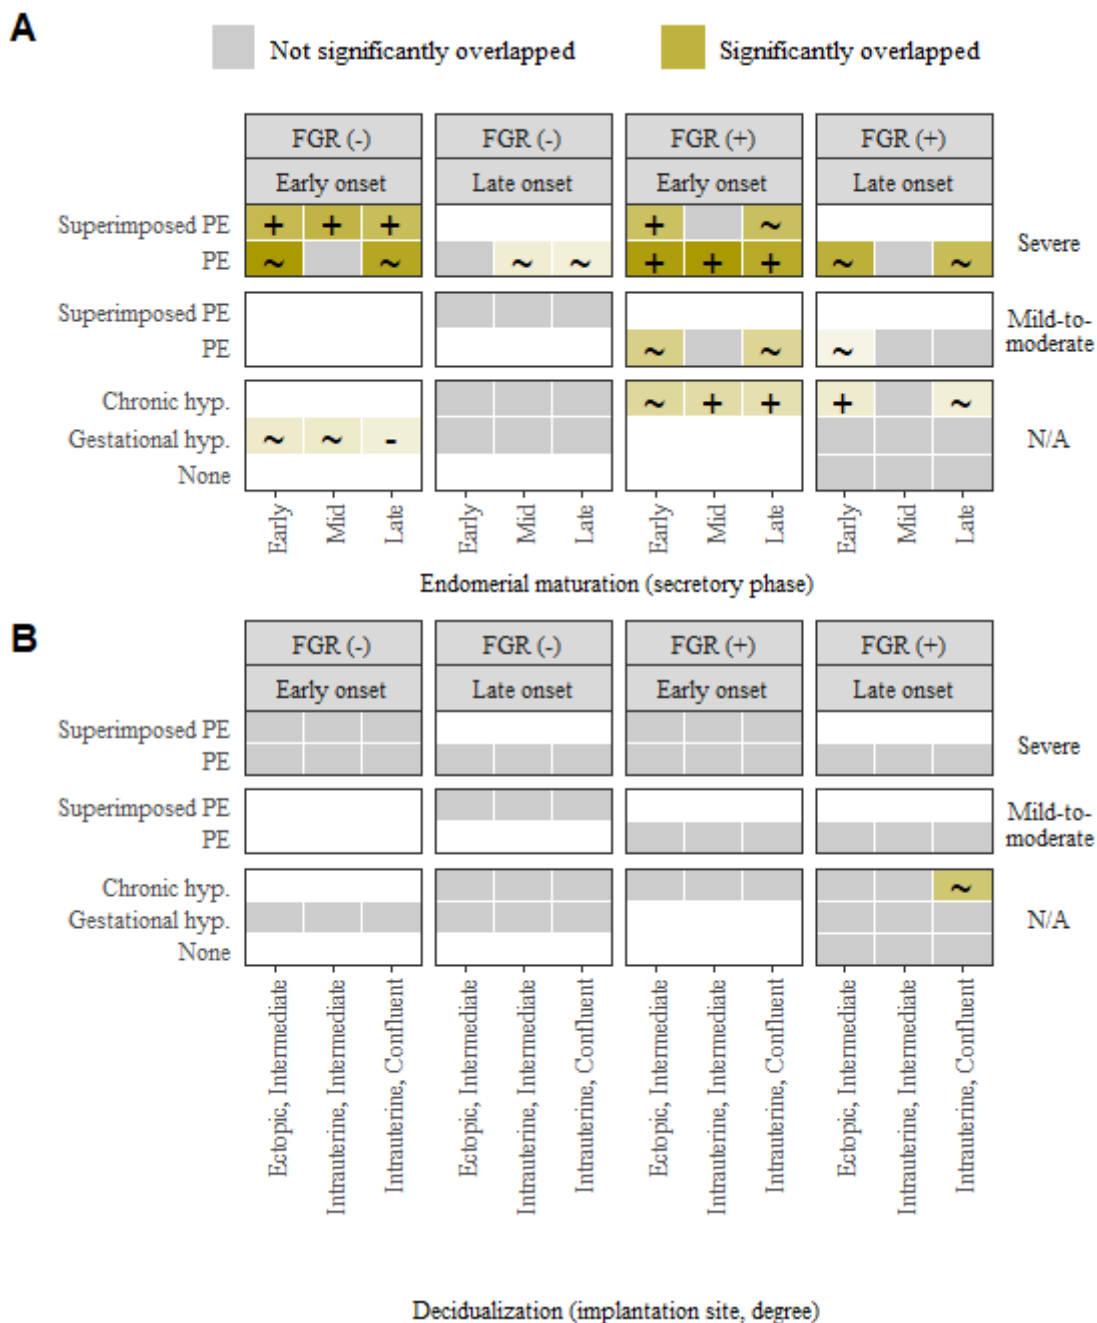 A
Not significantly overlapped
Significantly overlapped
FGR (-) FGR (-) FGR (+) FGR (+)
Early onset Late onset Early onset Late onset
Superimposed PE + + + + ~
PE ~ ~ ~ ~ + + + ~ ~
Severe
Superimposed PE
PE ~ ~ ~
Mild-to-
moderate
Chronic hyp. ~ + + + ~
Gestational hyp. ~ ~ -
None
N/A
Early Mid Late Early Mid Late Early Mid Late Early Mid Late
Endomerial maturation (secretory phase)
B
FGR (-) FGR (-) FGR (+) FGR (+)
Early onset Late onset Early onset Late onset
Superimposed PE
PE
Severe
Superimposed PE
PE
Mild-to-
moderate
Chronic hyp. ~
Gestational hyp.
None
N/A
Ectopic, Intermediate
Intrauterine, Intermediate
Intrauterine, Confluent
Ectopic, Intermediate
Intrauterine, Intermediate
Intrauterine, Confluent
Ectopic, Intermediate
Intrauterine, Intermediate
Intrauterine, Confluent
Ectopic, Intermediate
Intrauterine, Intermediate
Intrauterine, Confluent
Decidualization (implantation site, degree)